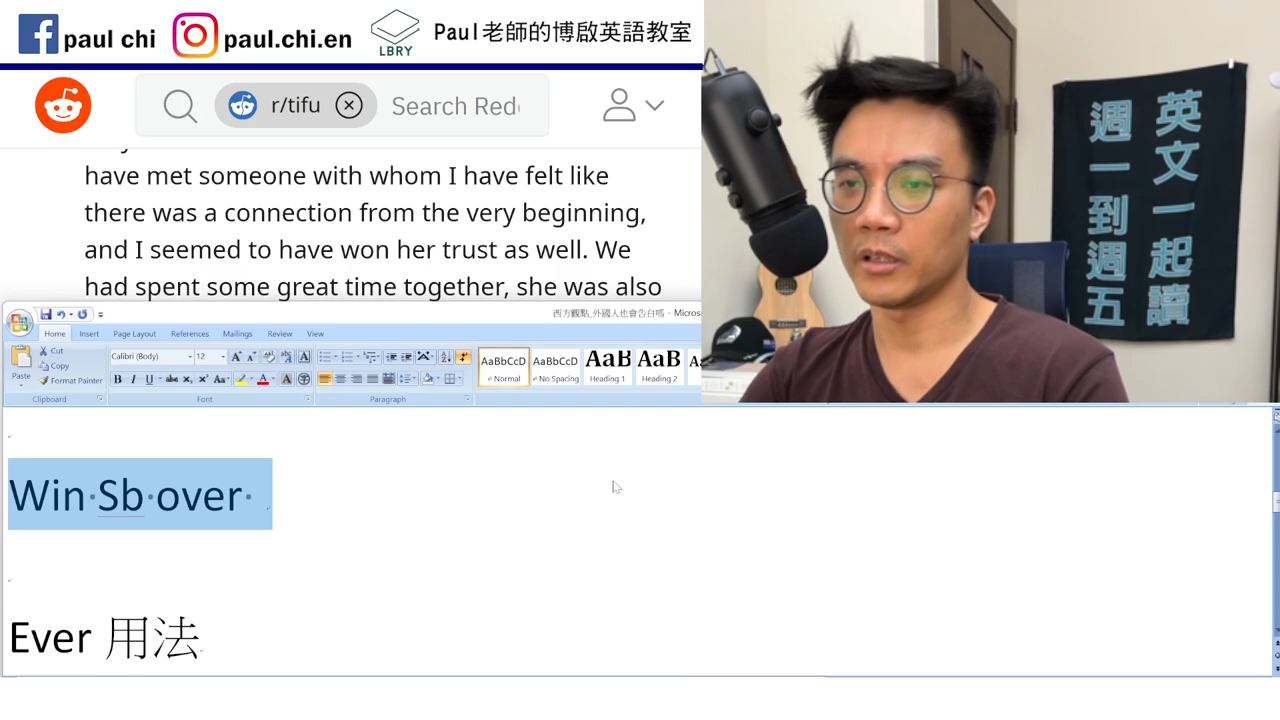 paul chi
paul.chi.en
LBRY
Paul老師的博啟英語教室
r/tifu
have met someone with whom I have felt like
there was a connection from the very beginning,
and I seemed to have won her trust as well. We
had spent some great time together, she was also
西方觀點_外國人也會告白嗎 - Micros
Home Insert Page Layout References Mailings Review View
Paste
Cut
Copy
Format Painter
Calibri (Body) 12
AaBbCcD AaBbCcD AaB AaB
Normal No Spacing Heading 1 Heading 2
Clipboard Font Paragraph
Win Sb over
Ever 用法
英文一起讀
週一到週五